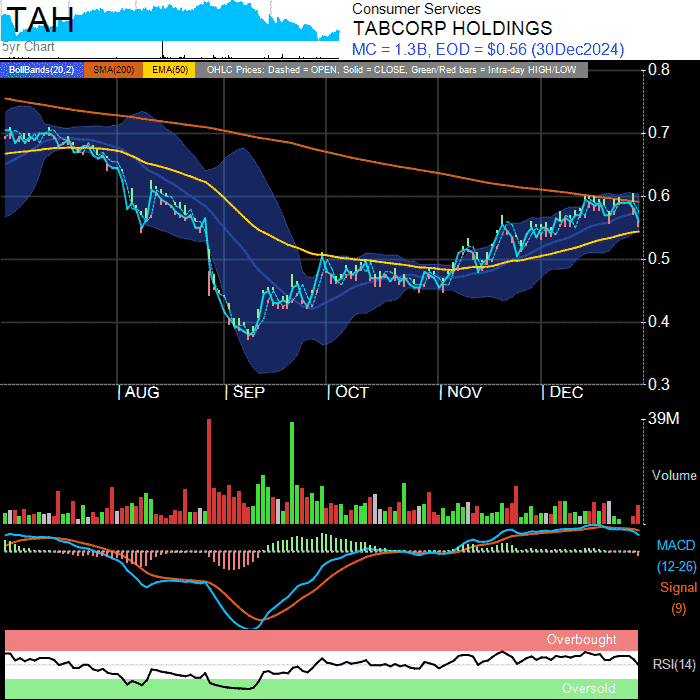 TAH
Consumer Services
TABCORP HOLDINGS
5yr Chart
MC = 1.3B, EOD = $0.56 (30Dec2024)
BollBands(20,2) SMA(200) EMA(50) OHLC Prices: Dashed = OPEN, Solid = CLOSE, Green/Red bars = Intra-day HIGH/LOW
0.8
0.7
0.6
0.5
0.4
0.3
AUG SEP OCT NOV DEC
39M
Volume
MACD
(12-26)
Signal
(9)
Overbought
RSI(14)
Oversold